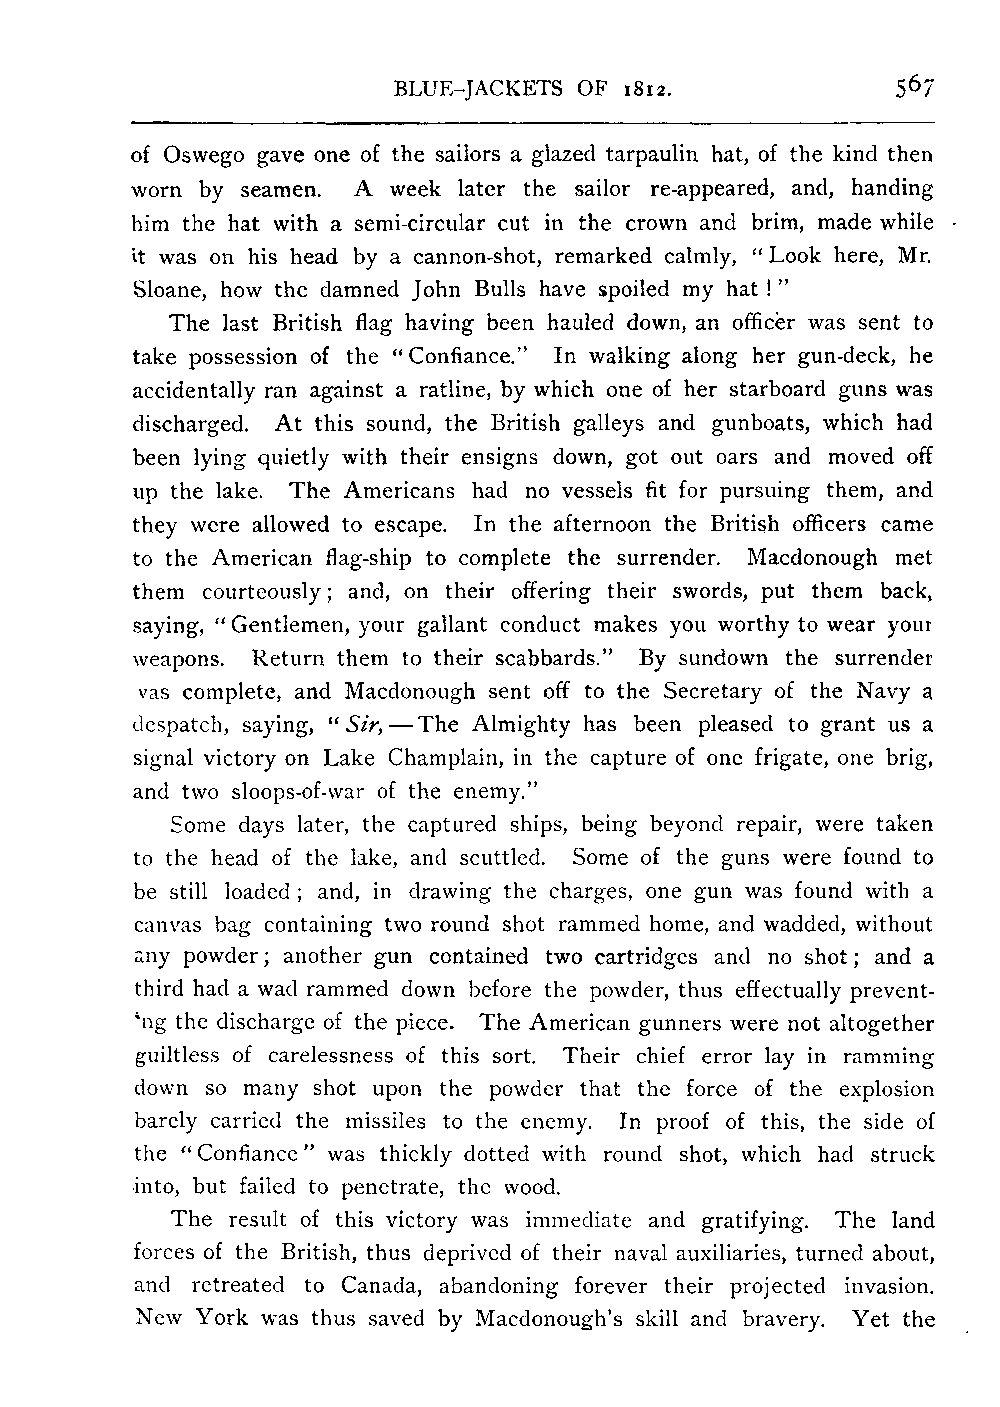 BLUE-JACKETS OF 1812. 567
of Oswego gave one of the sailors a glazed tarpaulin hat, of the kind then
worn by seamen. A week later the sailor re-appeared, and, handing
him the hat with a semi-circular cut in the crown and brim, made while
it was on his head by a cannon-shot, remarked calmly, "Look here, Mr.
Sloane, how the damned John Bulls have spoiled my hat!"
The last British flag having been hauled down, an officer was sent to
take possession of the "Confiance." In walking along her gun-deck, he
accidentally ran against a ratline, by which one of her starboard guns was
discharged. At this sound, the British galleys and gunboats, which had
been lying quietly with their ensigns down, got out oars and moved off
up the lake. The Americans had no vessels fit for pursuing them, and
they were allowed to escape. In the afternoon the British officers came
to the American flag-ship to complete the surrender. Macdonough met
them courteously; and, on their offering their swords, put them back,
saying, "Gentlemen, your gallant conduct makes you worthy to wear your
weapons. Return them to their scabbards." By sundown the surrender
was complete, and Macdonough sent off to the Secretary of the Navy a
despatch, saying, "Sir,—The Almighty has been pleased to grant us a
signal victory on Lake Champlain, in the capture of one frigate, one brig,
and two sloops-of-war of the enemy."
Some days later, the captured ships, being beyond repair, were taken
to the head of the lake, and scuttled. Some of the guns were found to
be still loaded; and, in drawing the charges, one gun was found with a
canvas bag containing two round shot rammed home, and wadded, without
any powder; another gun contained two cartridges and no shot; and a
third had a wad rammed down before the powder, thus effectually prevent-
ing the discharge of the piece. The American gunners were not altogether
guiltless of carelessness of this sort. Their chief error lay in ramming
down so many shot upon the powder that the force of the explosion
barely carried the missiles to the enemy. In proof of this, the side of
the "Confiance" was thickly dotted with round shot, which had struck
into, but failed to penetrate, the wood.
The result of this victory was immediate and gratifying. The land
forces of the British, thus deprived of their naval auxiliaries, turned about,
and retreated to Canada, abandoning forever their projected invasion.
New York was thus saved by Macdonough's skill and bravery. Yet the